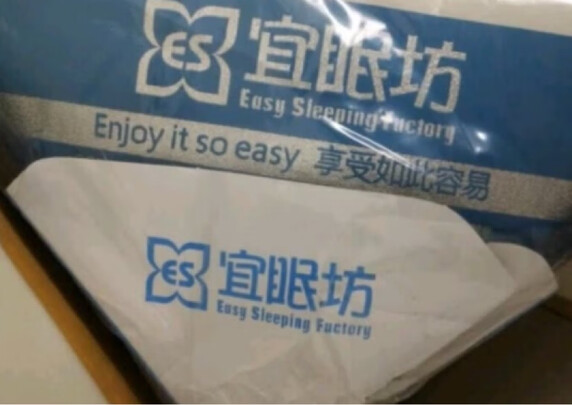 ES 宜眠坊
Easy Sleeping Factory
Enjoy it so easy 享受如此容易
ES 宜眠坊
Easy Sleeping Factory